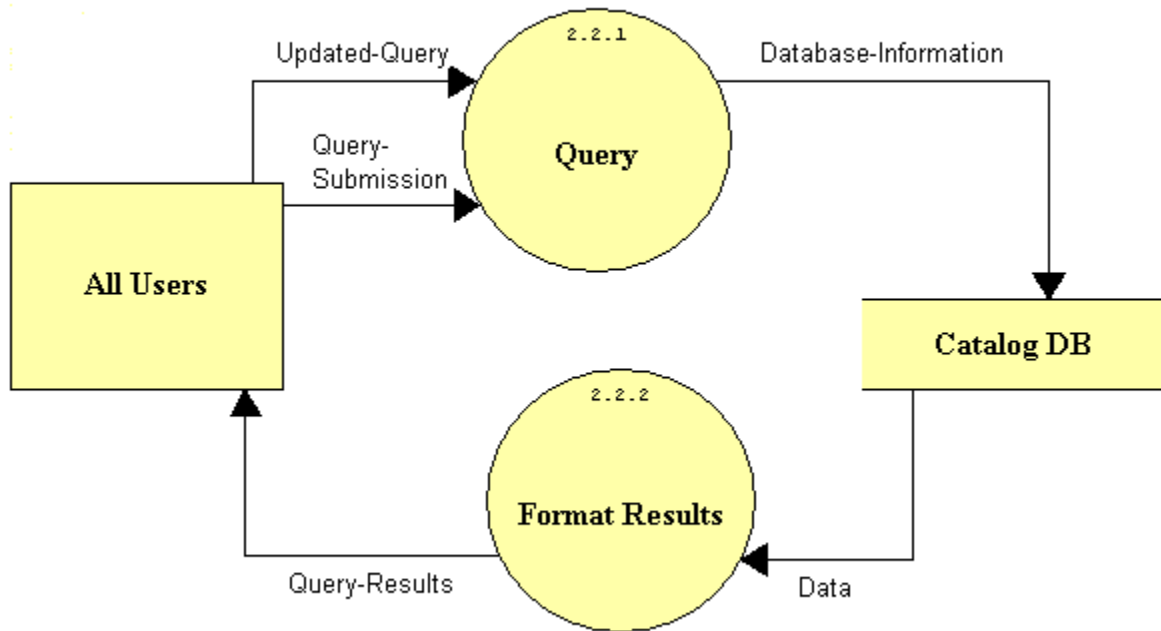 2.2.1
Updated-Query
Database-Information
Query-
Submission
Query
All Users
Catalog DB
2.2.2
Format Results
Query-Results
Data